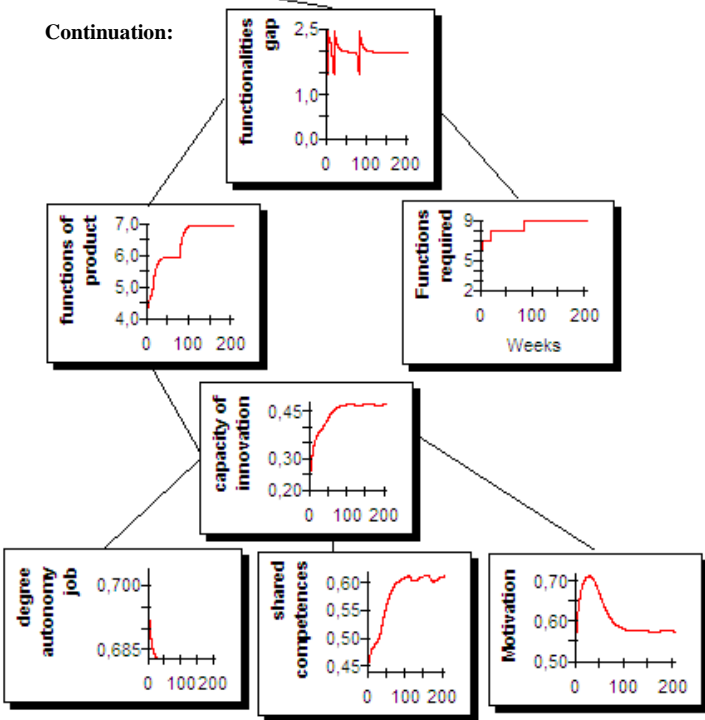 Continuation:
functionalities
gap
2,5
1,0
0,0
0 100 200
functions of
product
7,0
6,0
5,0
4,0
0 100 200
Functions
required
9
5
2
0 100 200
Weeks
capacity of
innovation
0,45
0,30
0,20
0 100 200
degree
autonomy
job
0,700
0,685
0 100 200
shared
competences
0,60
0,55
0,50
0,45
0 100 200
Motivation
0,70
0,60
0,50
0 100 200